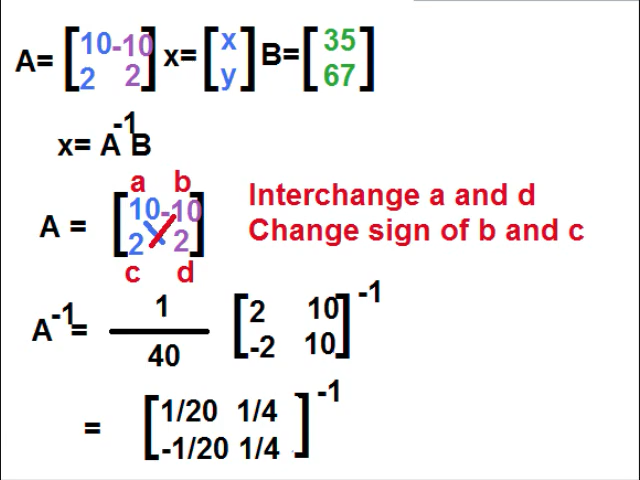 A= [10 -10 2 2] x= [x y] B= [35 67]
x= A^-1 B
a b
A = [10 -10 2 2]
c d
Interchange a and d
Change sign of b and c
A^-1 = 1/40 [2 10 -2 10]^-1
= [1/20 1/4 -1/20 1/4]^-1